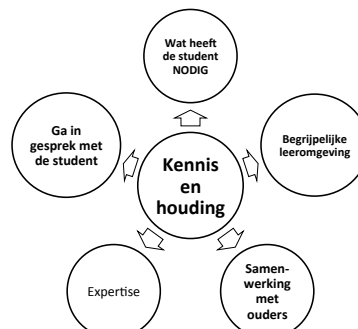 Wat heeft
de student
NODIG
Ga in
gesprek met
de student
Begrijpelijke
leeromgeving
Kennis
en
houding
Expertise
Samen-
werking
met
ouders